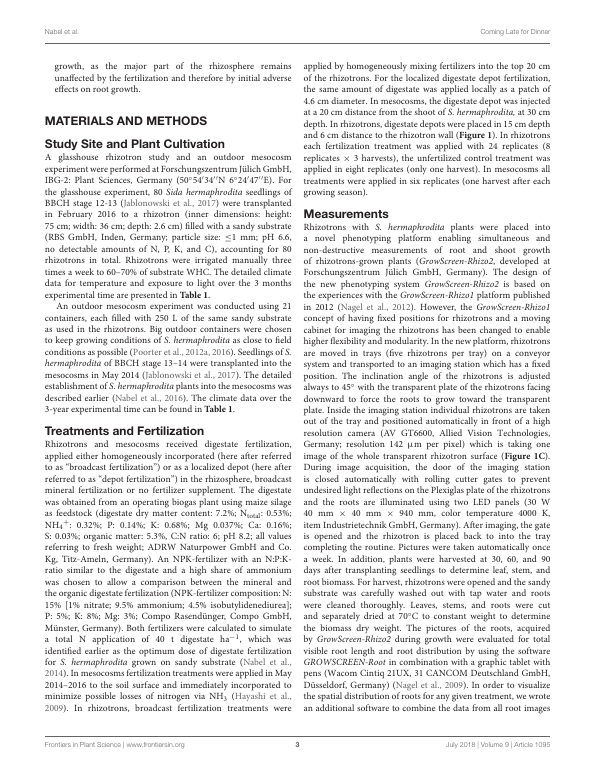 Nabel et al.
Coming Late for Dinner
growth, as the major part of the rhizosphere remains
unaffected by the fertilization and therefore by initial adverse
effects on root growth.
MATERIALS AND METHODS
Study Site and Plant Cultivation
A glasshouse rhizotron study and an outdoor mesocosm
experiment were performed at Forschungszentrum Jülich GmbH,
IBG-2: Plant Sciences, Germany (50°54′34′′N 6°24′47′′E). For
the glasshouse experiment, 80 Sida hermaphrodita seedlings of
BBCH stage 12-13 (Jablonowski et al., 2017) were transplanted
in February 2016 to a rhizotron (inner dimensions: height:
75 cm; width: 36 cm; depth: 2.6 cm) filled with a sandy substrate
(RBS GmbH, Inden, Germany; particle size: ≤1 mm; pH 6.6,
no detectable amounts of N, P, K, and C), accounting for 80
rhizotrons in total. Rhizotrons were irrigated manually three
times a week to 60–70% of substrate WHC. The detailed climate
data for temperature and exposure to light over the 3 months
experimental time are presented in Table 1.
An outdoor mesocosm experiment was conducted using 21
containers, each filled with 250 L of the same sandy substrate
as used in the rhizotrons. Big outdoor containers were chosen
to keep growing conditions of S. hermaphrodita as close to field
conditions as possible (Poorter et al., 2012a, 2016). Seedlings of S.
hermaphrodita of BBCH stage 13–14 were transplanted into the
mesocosms in May 2014 (Jablonowski et al., 2017). The detailed
establishment of S. hermaphrodita plants into the mesocosms was
described earlier (Nabel et al., 2016). The climate data over the
3-year experimental time can be found in Table 1.
Treatments and Fertilization
Rhizotrons and mesocosms received digestate fertilization,
applied either homogeneously incorporated (here after referred
to as “broadcast fertilization”) or as a localized depot (here after
referred to as “depot fertilization”) in the rhizosphere, broadcast
mineral fertilization or no fertilizer supplement. The digestate
was obtained from an operating biogas plant using maize silage
as feedstock (digestate dry matter content: 7.2%; Ntotal: 0.53%;
NH4+: 0.32%; P: 0.14%; K: 0.68%; Mg 0.037%; Ca: 0.16%;
S: 0.03%; organic matter: 5.3%, C:N ratio: 6; pH 8.2; all values
referring to fresh weight; ADRW Naturpower GmbH and Co.
Kg, Titz-Ameln, Germany). An NPK-fertilizer with an N:P:K-
ratio similar to the digestate and a high share of ammonium
was chosen to allow a comparison between the mineral and
the organic digestate fertilization (NPK-fertilizer composition: N:
15% [1% nitrate; 9.5% ammonium; 4.5% isobutylidenediurea];
P: 5%; K: 8%; Mg: 3%; Compo Rasendünger, Compo GmbH,
Münster, Germany). Both fertilizers were calculated to simulate
a total N application of 40 t digestate ha−1, which was
identified earlier as the optimum dose of digestate fertilization
for S. hermaphrodita grown on sandy substrate (Nabel et al.,
2014). In mesocosms fertilization treatments were applied in May
2014–2016 to the soil surface and immediately incorporated to
minimize possible losses of nitrogen via NH3 (Hayashi et al.,
2009). In rhizotrons, broadcast fertilization treatments were
applied by homogeneously mixing fertilizers into the top 20 cm
of the rhizotrons. For the localized digestate depot fertilization,
the same amount of digestate was applied locally as a patch of
4.6 cm diameter. In mesocosms, the digestate depot was injected
at a 20 cm distance from the shoot of S. hermaphrodita, at 30 cm
depth. In rhizotrons, digestate depots were placed in 15 cm depth
and 6 cm distance to the rhizotron wall (Figure 1). In rhizotrons
each fertilization treatment was applied with 24 replicates (8
replicates × 3 harvests), the unfertilized control treatment was
applied in eight replicates (only one harvest). In mesocosms all
treatments were applied in six replicates (one harvest after each
growing season).
Measurements
Rhizotrons with S. hermaphrodita plants were placed into
a novel phenotyping platform enabling simultaneous and
non-destructive measurements of root and shoot growth
of rhizotrons-grown plants (GrowScreen-Rhizo2, developed at
Forschungszentrum Jülich GmbH, Germany). The design of
the new phenotyping system GrowScreen-Rhizo2 is based on
the experiences with the GrowScreen-Rhizo1 platform published
in 2012 (Nagel et al., 2012). However, the GrowScreen-Rhizo1
concept of having fixed positions for rhizotrons and a moving
cabinet for imaging the rhizotrons has been changed to enable
higher flexibility and modularity. In the new platform, rhizotrons
are moved in trays (five rhizotrons per tray) on a conveyor
system and transported to an imaging station which has a fixed
position. The inclination angle of the rhizotrons is adjusted
always to 45° with the transparent plate of the rhizotrons facing
downward to force the roots to grow toward the transparent
plate. Inside the imaging station individual rhizotrons are taken
out of the tray and positioned automatically in front of a high
resolution camera (AV GT6600, Allied Vision Technologies,
Germany; resolution 142 µm per pixel) which is taking one
image of the whole transparent rhizotron surface (Figure 1C).
During image acquisition, the door of the imaging station
is closed automatically with rolling cutter gates to prevent
undesired light reflections on the Plexiglas plate of the rhizotrons
and the roots are illuminated using two LED panels (30 W
40 mm × 40 mm × 940 mm, color temperature 4000 K,
item Industrietechnik GmbH, Germany). After imaging, the gate
is opened and the rhizotron is placed back to into the tray
completing the routine. Pictures were taken automatically once
a week. In addition, plants were harvested at 30, 60, and 90
days after transplanting seedlings to determine leaf, stem, and
root biomass. For harvest, rhizotrons were opened and the sandy
substrate was carefully washed out with tap water and roots
were cleaned thoroughly. Leaves, stems, and roots were cut
and separately dried at 70°C to constant weight to determine
the biomass dry weight. The pictures of the roots, acquired
by GrowScreen-Rhizo2 during growth were evaluated for total
visible root length and root distribution by using the software
GROWSCREEN-Root in combination with a graphic tablet with
pens (Wacom Cintiq 21UX, 31 CANCOM Deutschland GmbH,
Düsseldorf, Germany) (Nagel et al., 2009). In order to visualize
the spatial distribution of roots for any given treatment, we wrote
an additional software to combine the data from all root images
Frontiers in Plant Science | www.frontiersin.org
3
July 2018 | Volume 9 | Article 1095